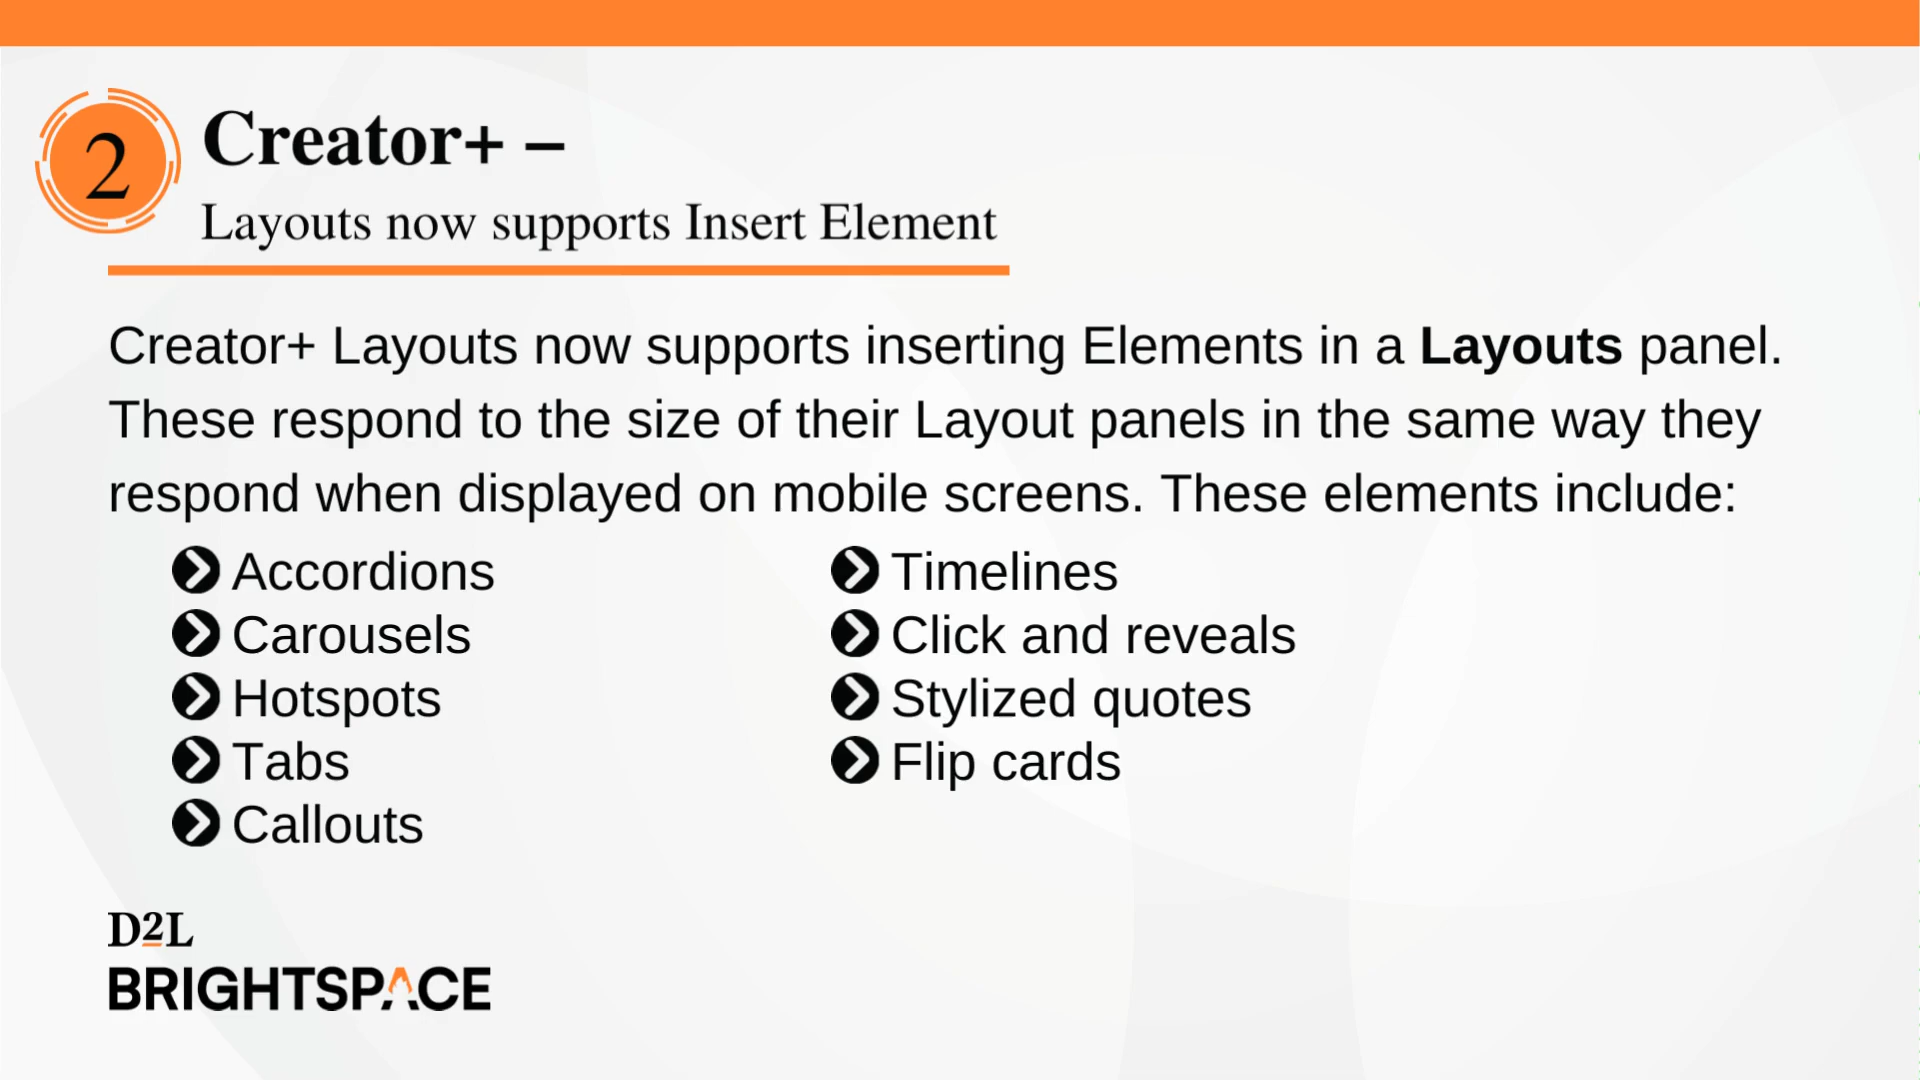 2
Creator+ –
Layouts now supports Insert Element
Creator+ Layouts now supports inserting Elements in a Layouts panel.
These respond to the size of their Layout panels in the same way they
respond when displayed on mobile screens. These elements include:
Accordions
Carousels
Hotspots
Tabs
Callouts
Timelines
Click and reveals
Stylized quotes
Flip cards
D2L
BRIGHTSPACE